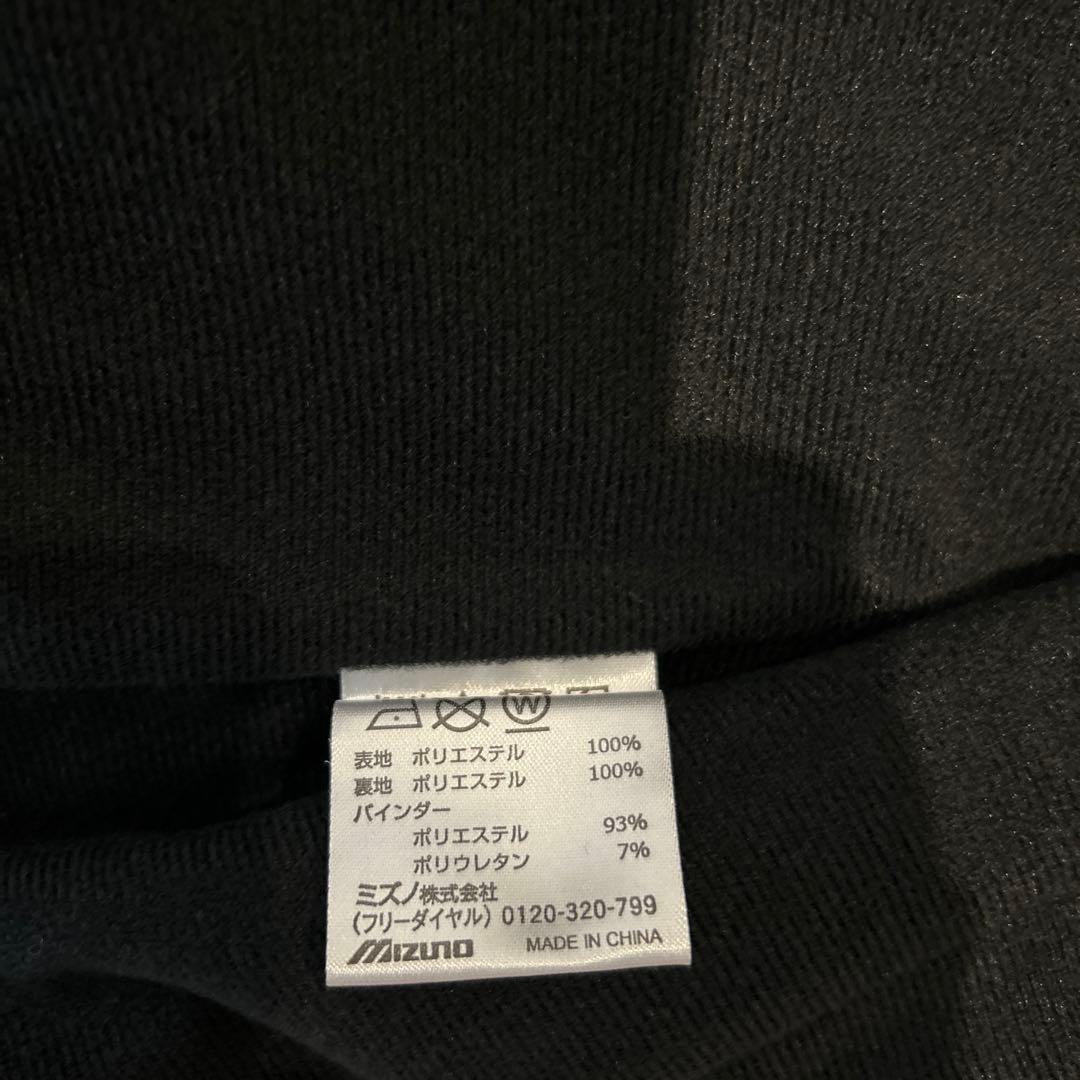 W
表地 ポリエステル 100%
裏地 ポリエステル 100%
バインダー
ポリエステル 93%
ポリウレタン 7%
ミズノ株式会社
(フリーダイヤル) 0120-320-799
MIZUNO MADE IN CHINA